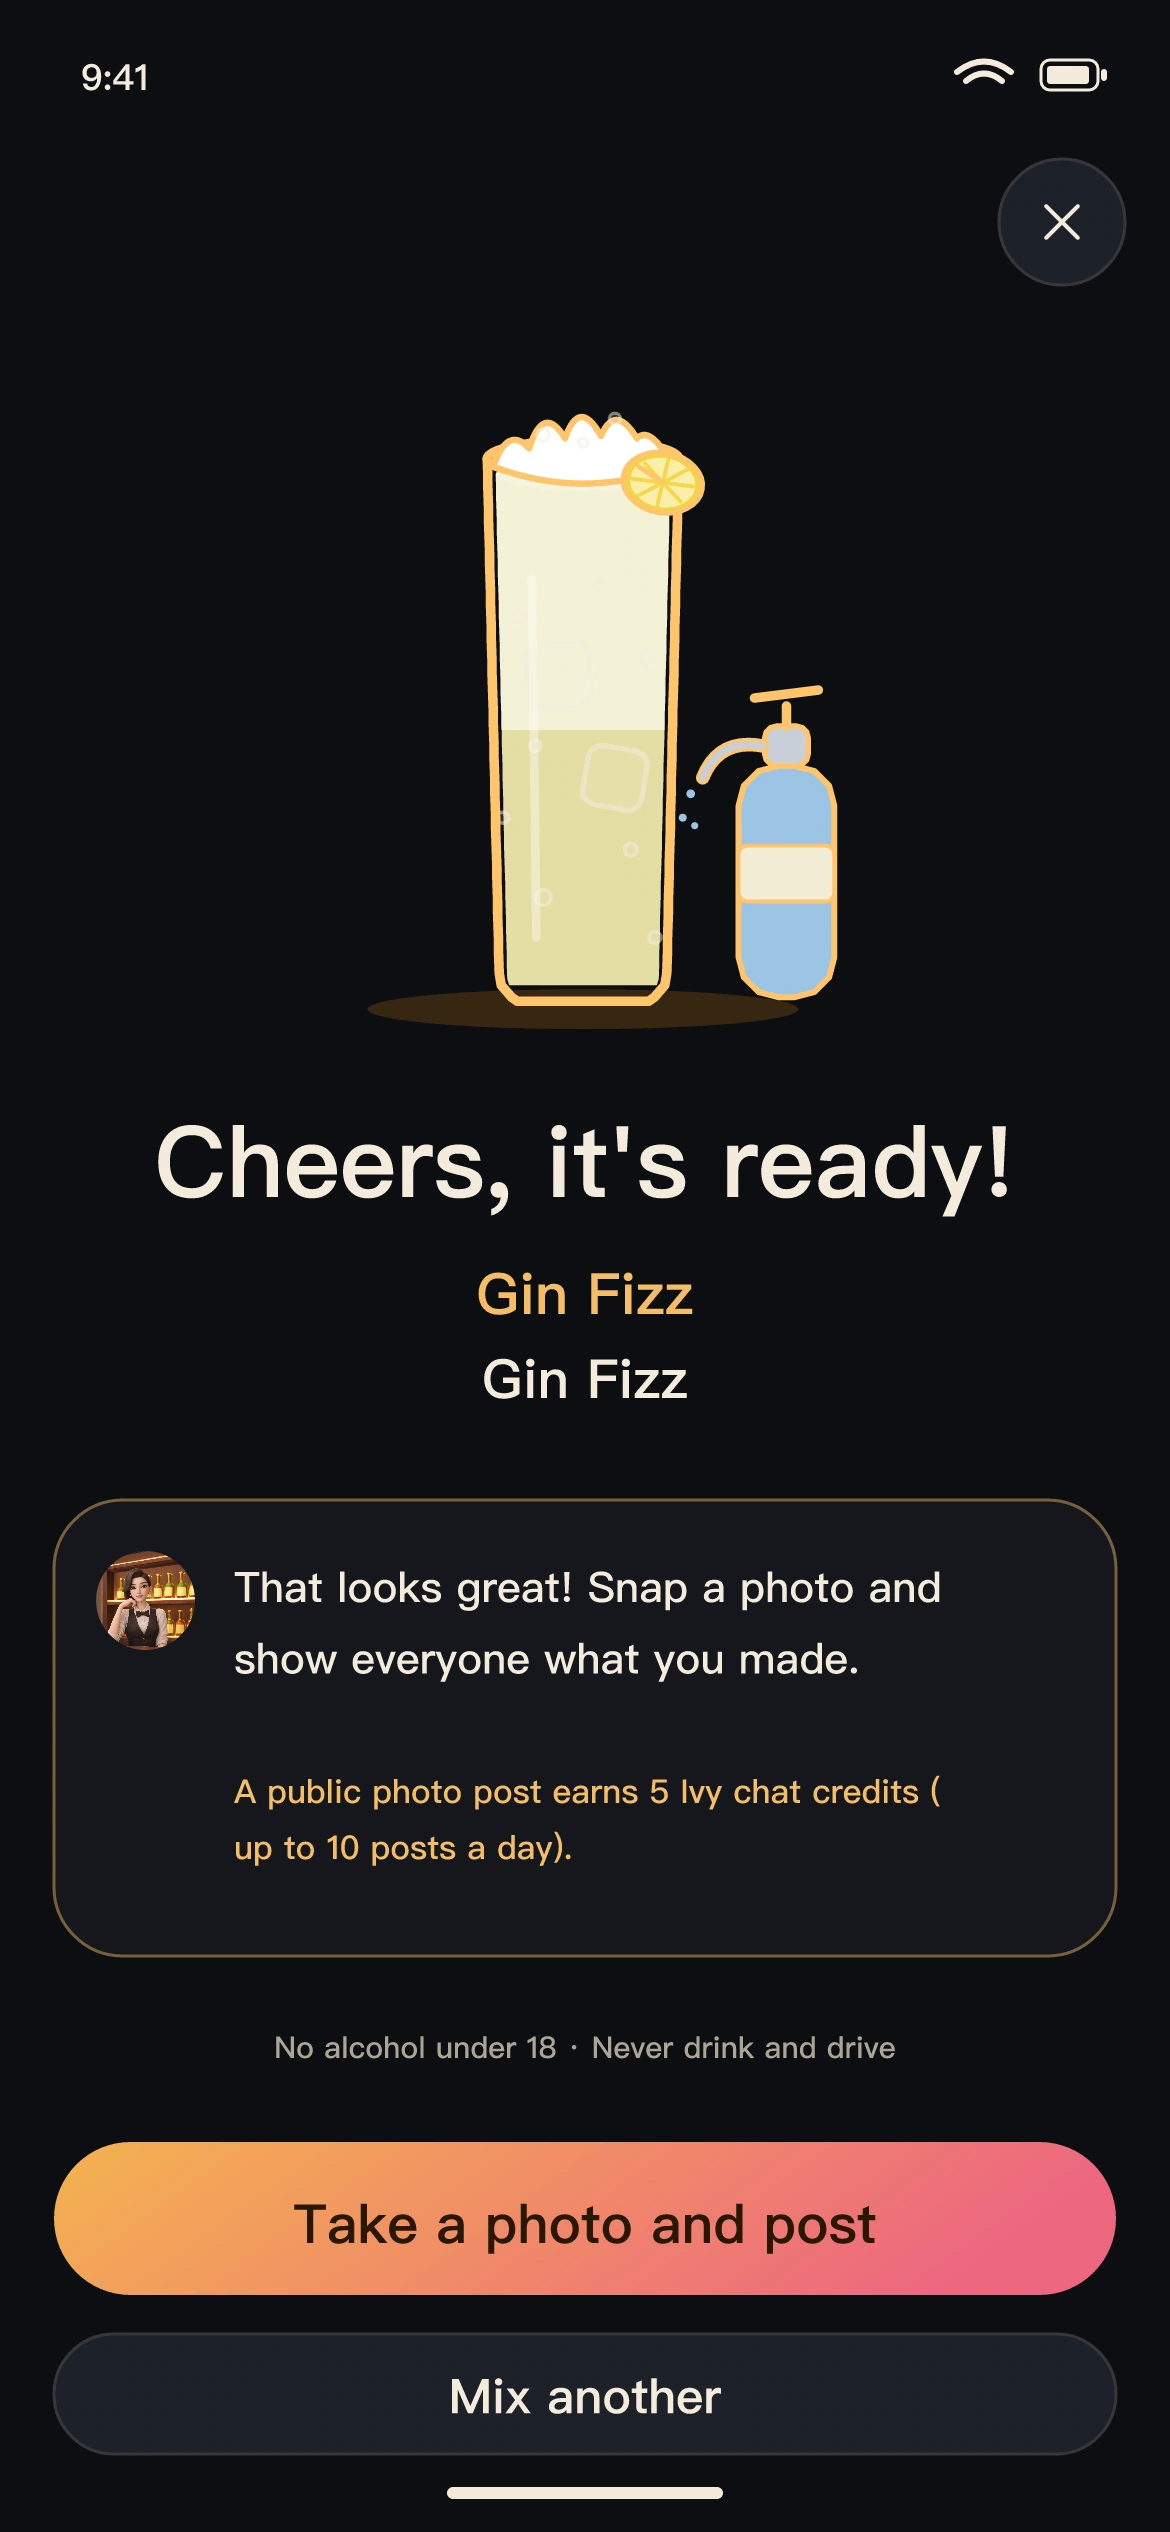 9:41
Cheers, it's ready!
Gin Fizz
Gin Fizz
That looks great! Snap a photo and
show everyone what you made.
A public photo post earns 5 Ivy chat credits (
up to 10 posts a day).
No alcohol under 18 · Never drink and drive
Take a photo and post
Mix another